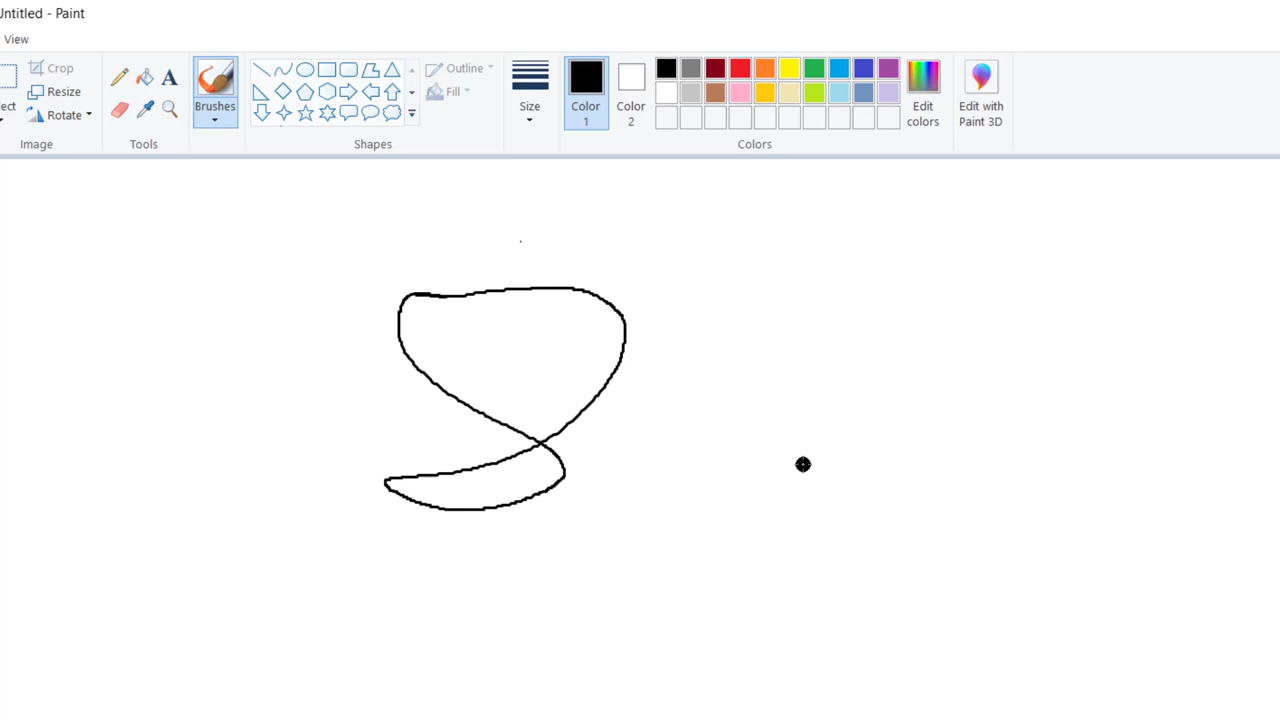 Untitled - Paint
View
Crop
Resize
Rotate
Image
Tools
Brushes
Shapes
Outline
Fill
Size
Color 1
Color 2
Colors
Edit colors
Edit with Paint 3D